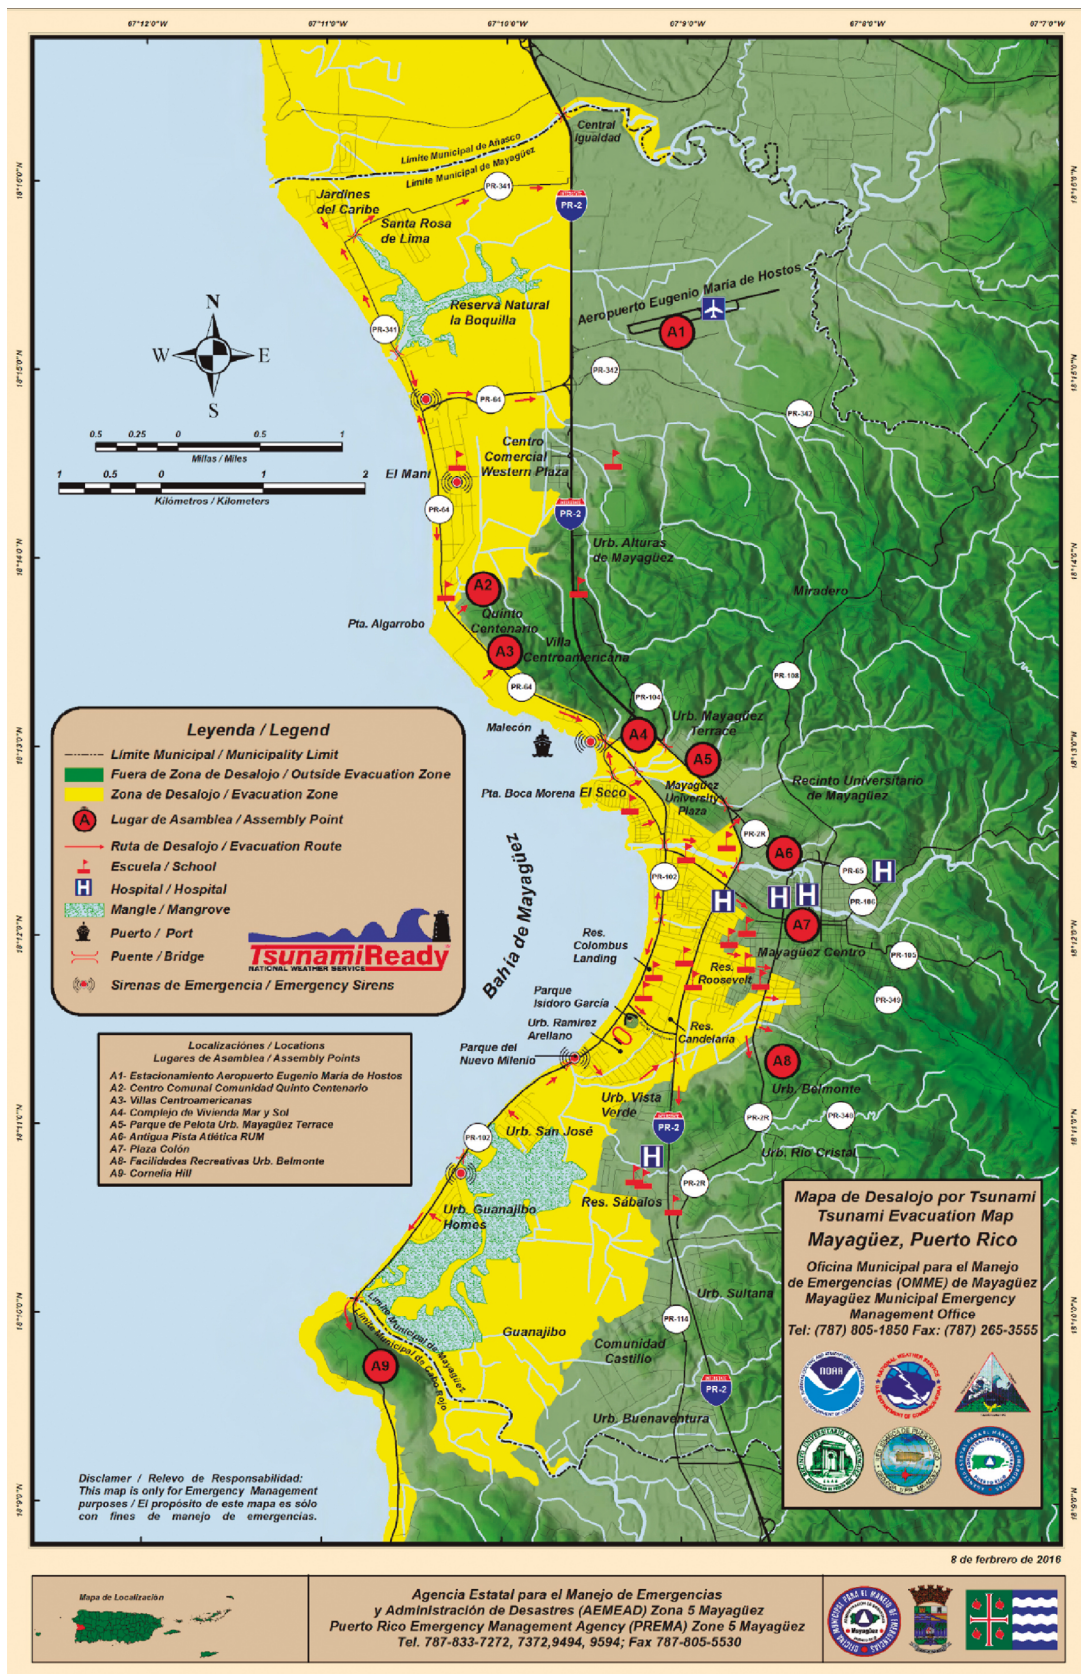 67°12'0"W
67°11'0"W
67°10'0"W
67°9'0"W
67°8'0"W
67°7'0"W
Central
Igualdad
Límite Municipal de Añasco
Límite Municipal de Mayagüez
PR-341
Jardines
del Caribe
PR-2
Santa Rosa
de Lima
Aeropuerto Eugenio María de Hostos
Reserva Natural
la Boquilla
A1
N
W
E
S
PR-341
PR-342
PR-64
PR-342
0.5
0.25
0
0.5
1
Millas / Miles
1
0.5
0
1
2
Kilómetros / Kilometers
Centro
Comercial
Western Plaza
El Maní
PR-64
PR-2
Urb. Alturas
de Mayagüez
A2
Miradero
Quinto
Centenario
Pta. Algarrobo
Villa
Centroamericana
A3
PR-64
PR-108
PR-104
Urb. Mayagüez
Terrace
Malecón
A4
A5
Recinto Universitario
de Mayagüez
Mayagüez
University
Plaza
Pta. Boca Morena
El Seco
PR-2R
A6
PR-65
H
PR-102
PR-106
H
H
H
A7
Mayagüez Centro
PR-105
Bahía de Mayagüez
Res.
Colombus
Landing
Res.
Roosevelt
PR-349
Parque
Isidoro García
Urb. Ramírez
Arellano
Res.
Candelaria
Parque del
Nuevo Milenio
A8
Urb. Belmonte
Urb. Vista
Verde
PR-2R
PR-348
PR-2
Urb. San José
PR-102
Urb. Río Cristal
H
PR-2R
Res. Sábalos
Urb. Guanajibo
Homes
Urb. Sultana
PR-114
Límite Municipal de Mayagüez
Límite Municipal de Cabo Rojo
Guanajibo
Comunidad
Castillo
A9
PR-2
Urb. Buenaventura
Leyenda / Legend
Límite Municipal / Municipality Limit
Fuera de Zona de Desalojo / Outside Evacuation Zone
Zona de Desalojo / Evacuation Zone
A
Lugar de Asamblea / Assembly Point
Ruta de Desalojo / Evacuation Route
Escuela / School
H
Hospital / Hospital
Mangle / Mangrove
Puerto / Port
Puente / Bridge
Sirenas de Emergencia / Emergency Sirens
TsunamiReady
NATIONAL WEATHER SERVICE
Localizaciónes / Locations
Lugares de Asamblea / Assembly Points
A1- Estacionamiento Aeropuerto Eugenio María de Hostos
A2- Centro Comunal Comunidad Quinto Centenario
A3- Villas Centroamericanas
A4- Complejo de Vivienda Mar y Sol
A5- Parque de Pelota Urb. Mayagüez Terrace
A6- Antigua Pista Atlética RUM
A7- Plaza Colón
A8- Facilidades Recreativas Urb. Belmonte
A9- Cornelia Hill
Mapa de Desalojo por Tsunami
Tsunami Evacuation Map
Mayagüez, Puerto Rico
Oficina Municipal para el Manejo
de Emergencias (OMME) de Mayagüez
Mayagüez Municipal Emergency
Management Office
Tel: (787) 805-1850 Fax: (787) 265-3555
NOAA
Disclamer / Relevo de Responsabilidad:
This map is only for Emergency Management
purposes / El propósito de este mapa es sólo
con fines de manejo de emergencias.
8 de ferbrero de 2016
Mapa de Localización
Agencia Estatal para el Manejo de Emergencias
y Administración de Desastres (AEMEAD) Zona 5 Mayagüez
Puerto Rico Emergency Management Agency (PREMA) Zone 5 Mayagüez
Tel. 787-833-7272, 7372,9494, 9594; Fax 787-805-5530
Mayagüez